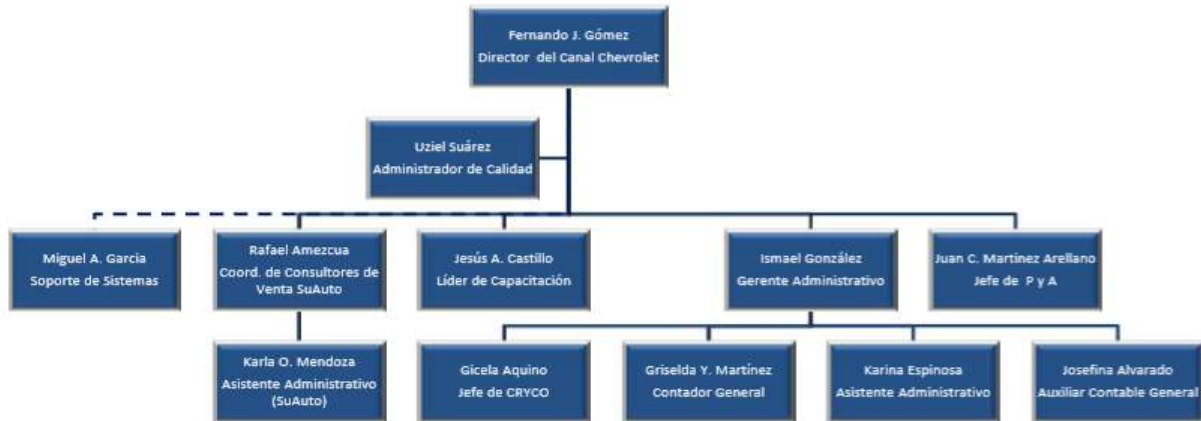 Fernando J. Gómez
Director del Canal Chevrolet
Uziel Suárez
Administrador de Calidad
Miguel A. Garcia
Soporte de Sistemas
Rafael Amezcua
Coord. de Consultores de
Venta SuAuto
Jesús A. Castillo
Líder de Capacitación
Ismael González
Gerente Administrativo
Juan C. Martinez Arellano
Jefe de P y A
Karla O. Mendoza
Asistente Administrativo
(SuAuto)
Gicela Aquino
Jefe de CRYCO
Griselda Y. Martínez
Contador General
Karina Espinosa
Asistente Administrativo
Josefina Alvarado
Auxiliar Contable General